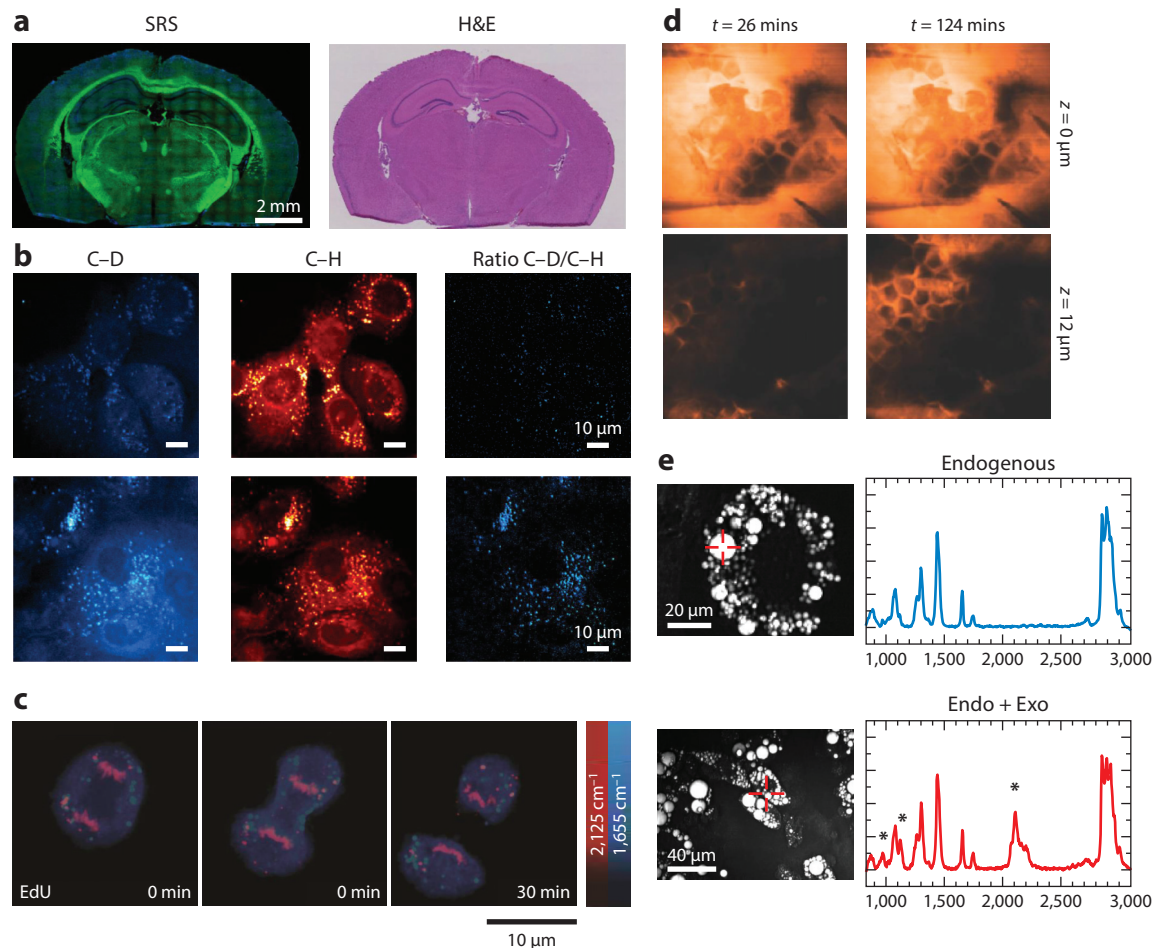 a
SRS
H&E
2 mm
b
C–D
C–H
Ratio C–D/C–H
10 µm
10 µm
c
EdU
0 min
0 min
30 min
2,125 cm⁻¹
1,655 cm⁻¹
10 µm
d
t = 26 mins
t = 124 mins
z = 0 µm
z = 12 µm
e
Endogenous
20 µm
1,000 1,500 2,000 2,500 3,000
Endo + Exo
* * *
40 µm
1,000 1,500 2,000 2,500 3,000